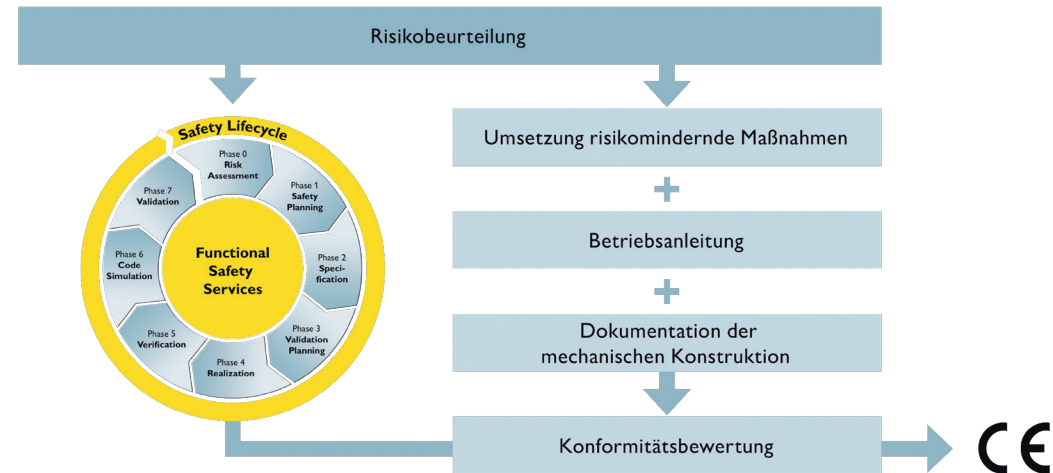 Risikobeurteilung
Safety Lifecycle
Phase 0
Risk
Assessment
Phase 1
Safety
Planning
Phase 2
Speci-
fication
Phase 3
Validation
Planning
Phase 4
Realization
Phase 5
Verification
Phase 6
Code
Simulation
Phase 7
Validation
Functional
Safety
Services
Umsetzung risikomindernde Maßnahmen
+
Betriebsanleitung
+
Dokumentation der
mechanischen Konstruktion
Konformitätsbewertung
CE